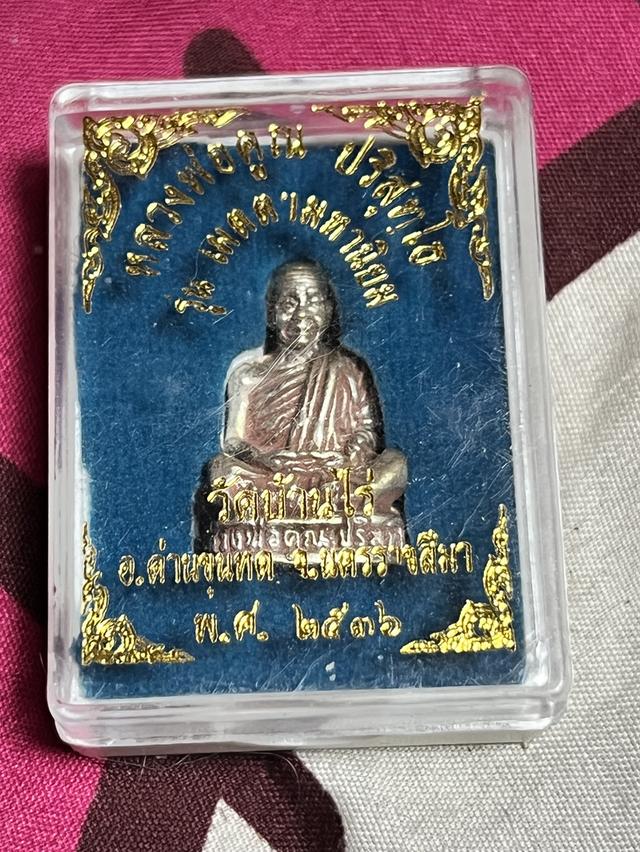 หลวงพ่อคูณ ปริสุทฺโธ
รุ่น เมตตามหานิยม
วัดบ้านไร่
อ.ด่านขุนทด จ.นครราชสีมา
พ.ศ. ๒๕๓๖